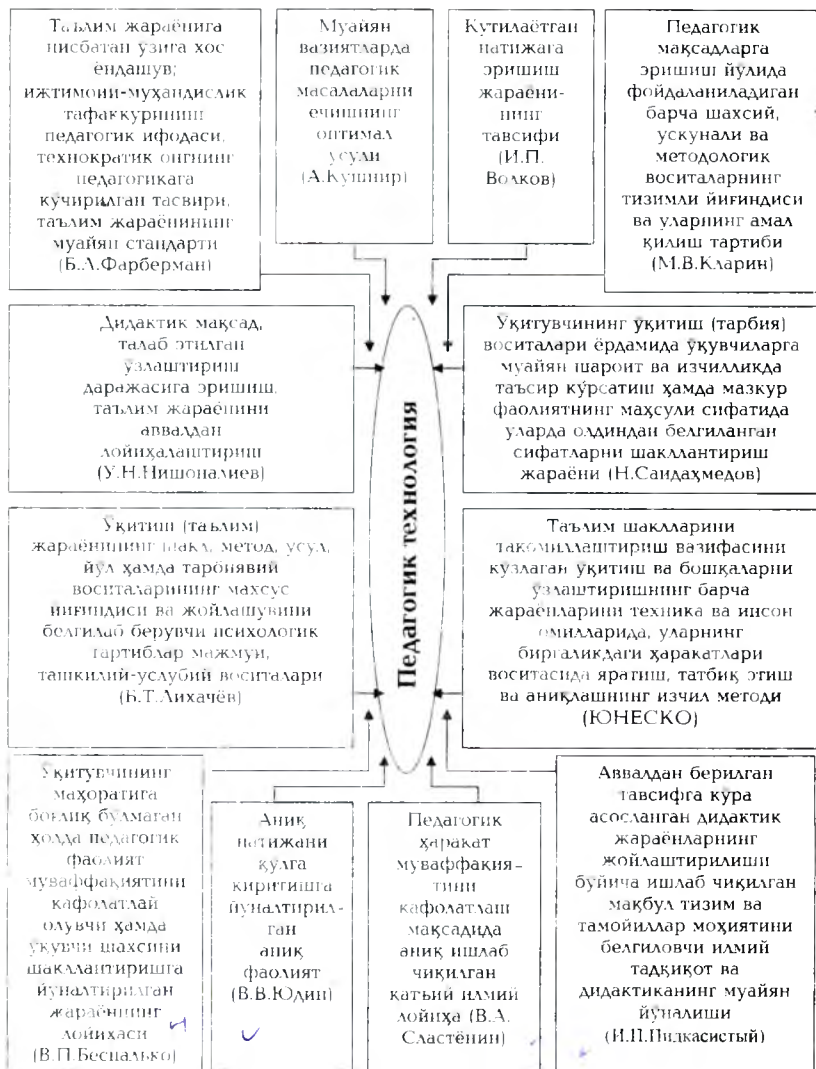 Таълим жараёнига
нисбатан ўзига хос
ёндашув;
ижтимоий-муҳандислик
тафаккурининг
педагогик ифодаси,
технократик онгнинг
педагогикага
кўчирилган тасвири,
таълим жараёнининг
муайян стандарти
(Б.Л.Фарберман)
Муайян
вазиятларда
педагогик
масалаларни
ечишнинг
оптимал
усули
(А.Кушнир)
Кутилаётган
натижага
эришиш
жараёни-
нинг
тавсифи
(И.П.
Волков)
Педагогик
мақсадларга
эришиш йўлида
фойдаланиладиган
барча шахсий,
ускунали ва
методологик
воситаларнинг
тизимли йиғиндиси
ва уларнинг амал
қилиш тартиби
(М.В.Кларин)
Дидактик мақсад,
талаб этилган
ўзлаштириш
даражасига эришиш,
таълим жараёнини
аввалдан
лойиҳалаштириш
(У.Н.Нишоналиев)
Ўқитувчининг ўқитиш (тарбия)
воситалари ёрдамида ўқувчиларга
муайян шароит ва изчилликда
таъсир кўрсатиш ҳамда мазкур
фаолиятнинг маҳсули сифатида
уларда олдиндан белгиланган
сифатларни шакллантириш
жараёни (Н.Саидаҳмедов)
Педагогик технология
Ўқитиш (таълим)
жараёнининг шакл, метод, усул,
йўл ҳамда тарбиявий
воситаларининг махсус
йиғиндиси ва жойлашувини
белгилаб берувчи психологик
тартиблар мажмуи,
ташкилий-услубий воситалари
(Б.Т.Лихачёв)
Таълим шаклларини
такомиллаштириш вазифасини
кўзлаган ўқитиш ва бошқаларни
ўзлаштиришнинг барча
жараёнларини техника ва инсон
омилларида, уларнинг
биргаликдаги ҳаракатлари
воситасида яратиш, татбиқ этиш
ва аниқлашнинг изчил методи
(ЮНЕСКО)
Ўқитувчининг
маҳоратига
боғлиқ бўлмаган
ҳолда педагогик
фаолият
муваффақиятини
кафолатлай
олувчи ҳамда
ўқувчи шахсини
шакллантиришга
йўналтирилган
жараённинг
лойиҳаси
(В.П.Беспалько)
Аниқ
натижани
қўлга
киритишга
йўналтирил-
ган
аниқ
фаолият
(В.В.Юдин)
Педагогик
ҳаракат
муваффақия-
тини
кафолатлаш
мақсадида
аниқ ишлаб
чиқилган
қатъий илмий
лойиҳа (В.А.
Сластёнин)
Аввалдан берилган
тавсифга кўра
асосланган дидактик
жараёнларнинг
жойлаштирилиши
бўйича ишлаб чиқилган
мақбул тизим ва
тамойиллар моҳиятини
белгиловчи илмий
тадқиқот ва
дидактиканинг муайян
йўналиши
(И.П.Пидкасистый)